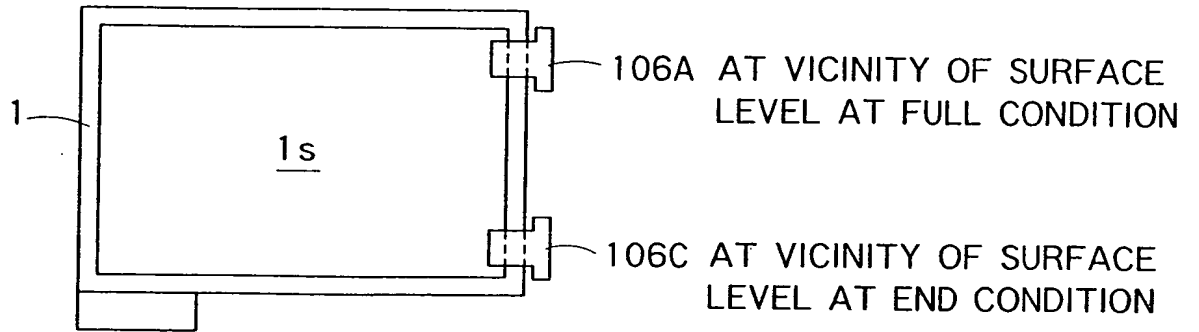 106A AT VICINITY OF SURFACE
LEVEL AT FULL CONDITION
1
1s
106C AT VICINITY OF SURFACE
LEVEL AT END CONDITION